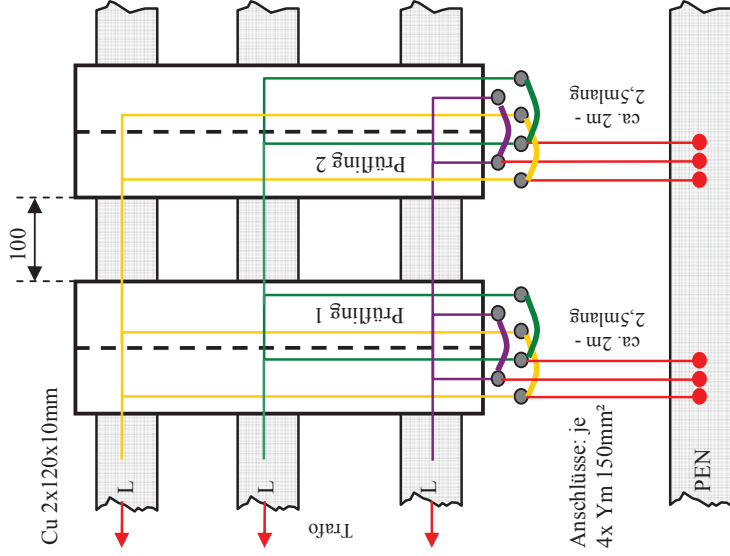 Cu 2x120x10mm
100
L
L
L
Trafo
Prüfling 1
Prüfling 2
ca. 2m -
2,5mlang
ca. 2m -
2,5mlang
Anschlüsse: je
4x Ym 150mm²
PEN